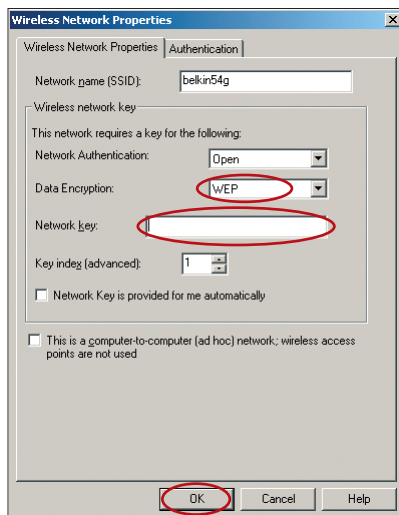 Wireless Network Properties
Wireless Network Properties Authentication
Network name (SSID): belkin54g
Wireless network key
This network requires a key for the following:
Network Authentication: Open
Data Encryption: WEP
Network key:
Key index (advanced): 1
Network Key is provided for me automatically
This is a computer-to-computer (ad hoc) network; wireless access
points are not used
OK Cancel Help